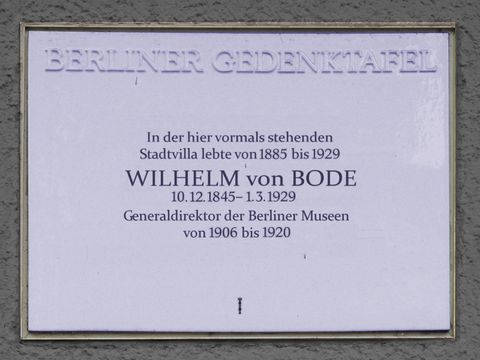 BERLINER GEDENKTAFEL
In der hier vormals stehenden
Stadtvilla lebte von 1885 bis 1929
WILHELM von BODE
10.12.1845– 1.3.1929
Generaldirektor der Berliner Museen
von 1906 bis 1920